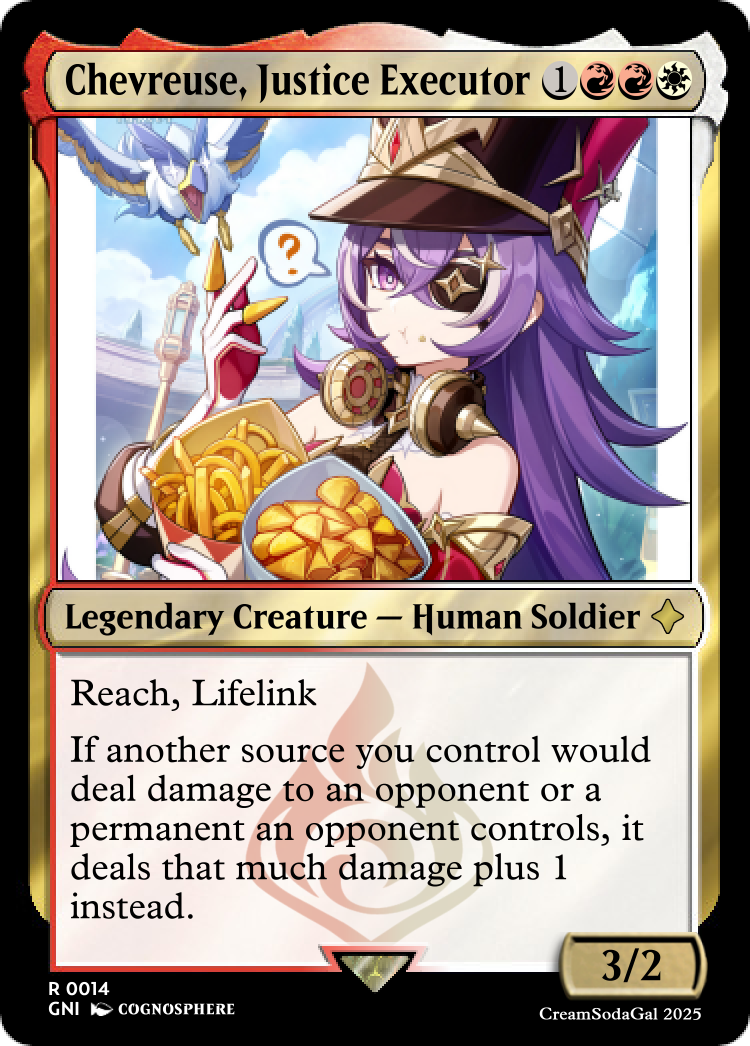 Chevreuse, Justice Executor 1
?
Legendary Creature — Human Soldier
Reach, Lifelink
If another source you control would
deal damage to an opponent or a
permanent an opponent controls, it
deals that much damage plus 1
instead.
3/2
R 0014
GNI COGNOSPHERE
CreamSodaGal 2025